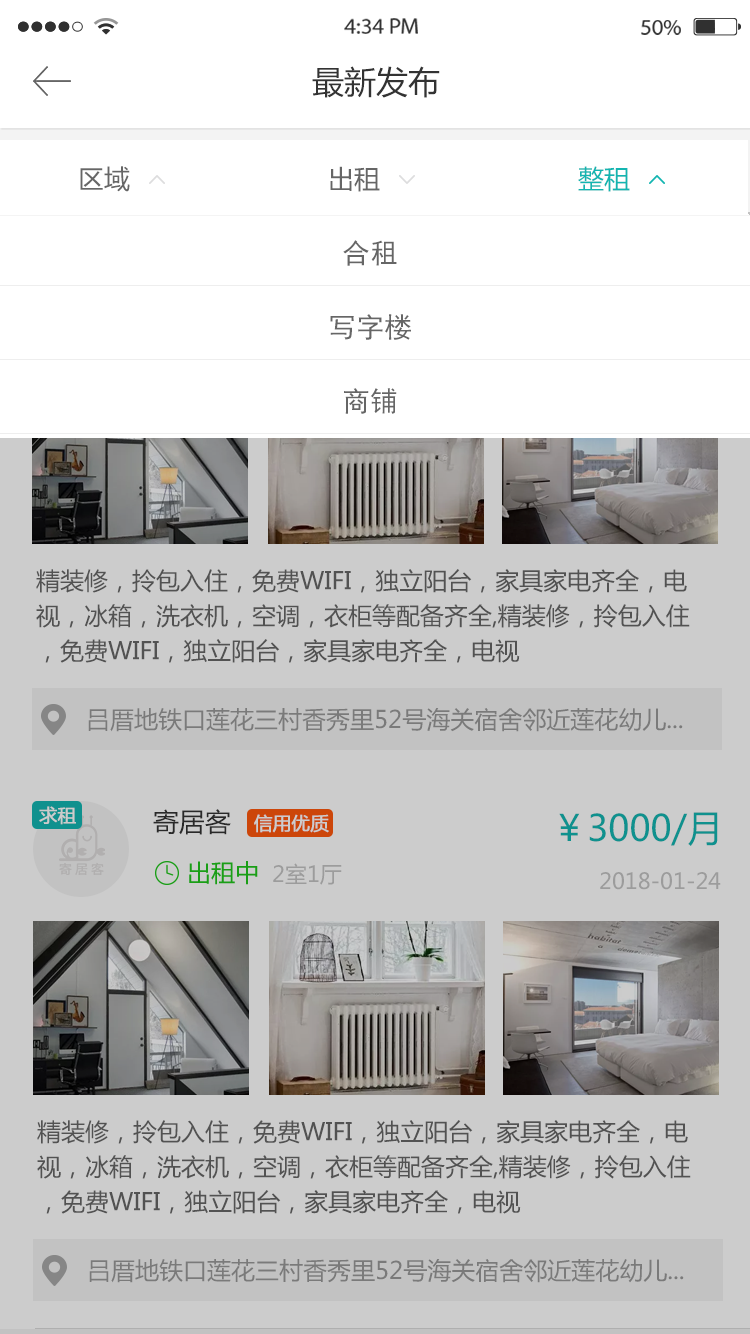 4:34 PM 50%
最新发布
区域 出租 整租
合租
写字楼
商铺
精装修，拎包入住，免费WIFI，独立阳台，家具家电齐全，电
视，冰箱，洗衣机，空调，衣柜等配备齐全,精装修，拎包入住
，免费WIFI，独立阳台，家具家电齐全，电视
吕厝地铁口莲花三村香秀里52号海关宿舍邻近莲花幼儿...
求租
寄居客
寄居客 信用优质 ¥ 3000/月
出租中 2室1厅 2018-01-24
habitel
精装修，拎包入住，免费WIFI，独立阳台，家具家电齐全，电
视，冰箱，洗衣机，空调，衣柜等配备齐全,精装修，拎包入住
，免费WIFI，独立阳台，家具家电齐全，电视
吕厝地铁口莲花三村香秀里52号海关宿舍邻近莲花幼儿...